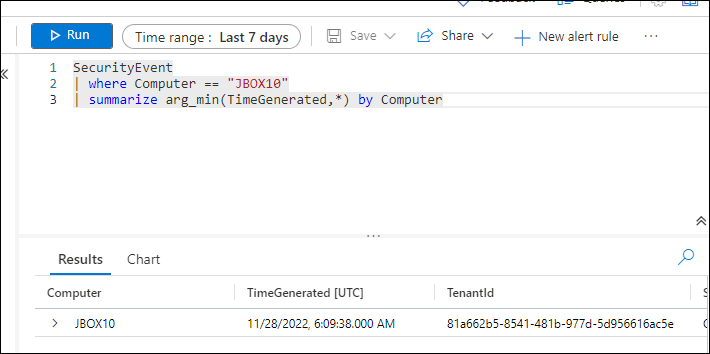 Run
Time range : Last 7 days
Save
Share
New alert rule
...
1 SecurityEvent
2 | where Computer == "JBOX10"
3 | summarize arg_min(TimeGenerated,*) by Computer
...
Results Chart
Computer TimeGenerated [UTC] TenantId
JBOX10 11/28/2022, 6:09:38.000 AM 81a662b5-8541-481b-977d-5d956616ac5e